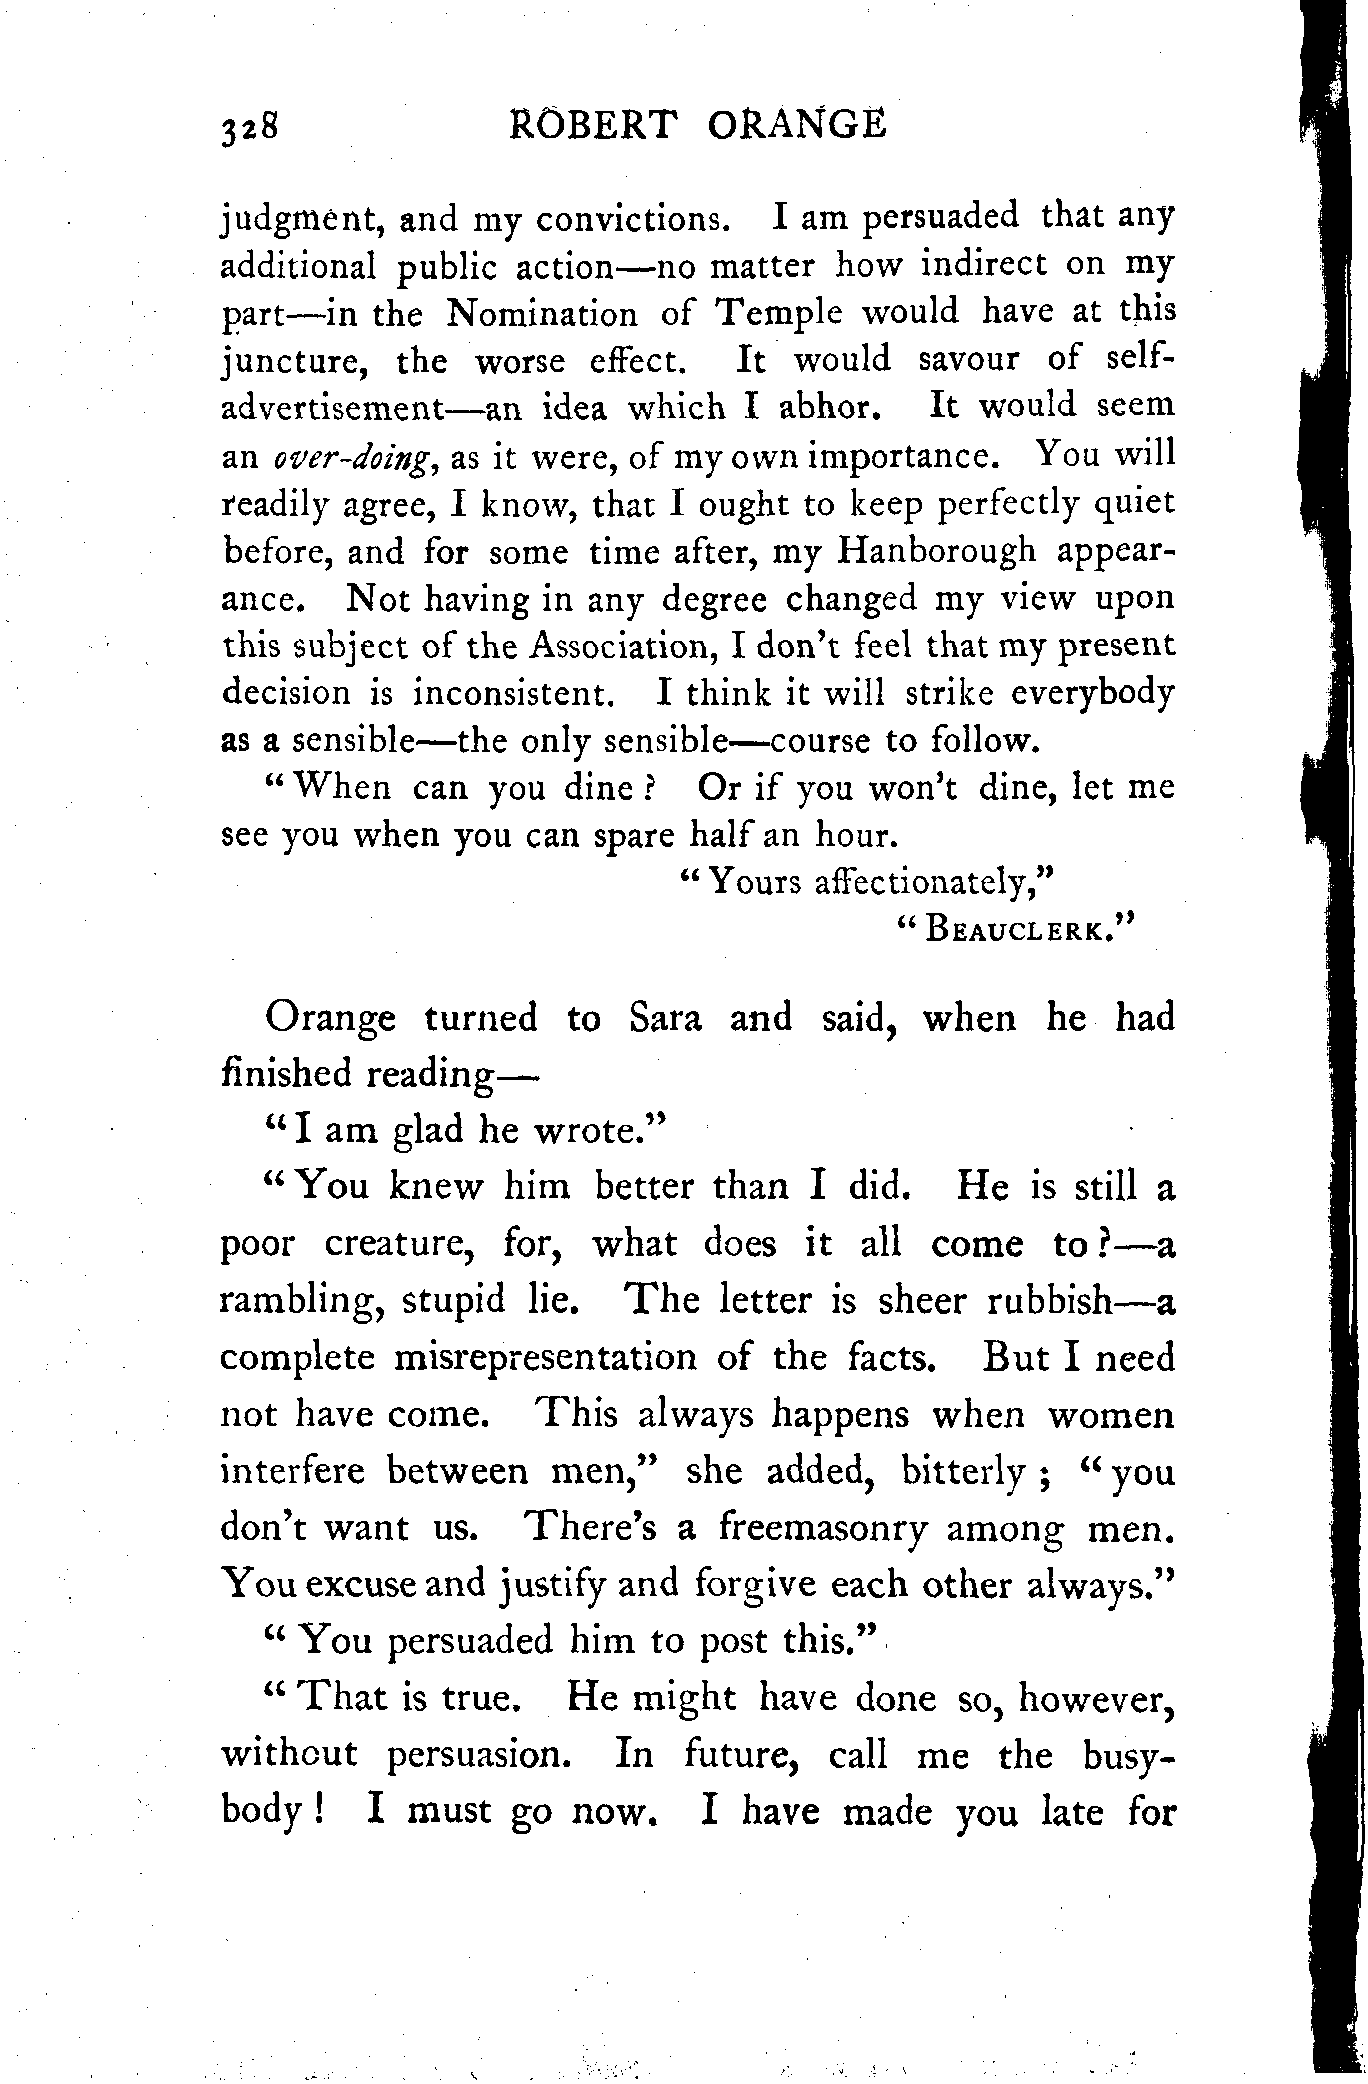 328 ROBERT ORANGE
judgment, and my convictions. I am persuaded that any
additional public action—no matter how indirect on my
part—in the Nomination of Temple would have at this
juncture, the worse effect. It would savour of self-
advertisement—an idea which I abhor. It would seem
an over-doing, as it were, of my own importance. You will
readily agree, I know, that I ought to keep perfectly quiet
before, and for some time after, my Hanborough appear-
ance. Not having in any degree changed my view upon
this subject of the Association, I don't feel that my present
decision is inconsistent. I think it will strike everybody
as a sensible—the only sensible—course to follow.
"When can you dine? Or if you won't dine, let me
see you when you can spare half an hour.
"Yours affectionately,"
"BEAUCLERK."
Orange turned to Sara and said, when he had
finished reading—
"I am glad he wrote."
"You knew him better than I did. He is still a
poor creature, for, what does it all come to?—a
rambling, stupid lie. The letter is sheer rubbish—a
complete misrepresentation of the facts. But I need
not have come. This always happens when women
interfere between men," she added, bitterly; "you
don't want us. There's a freemasonry among men.
You excuse and justify and forgive each other always."
"You persuaded him to post this."
"That is true. He might have done so, however,
without persuasion. In future, call me the busy-
body! I must go now. I have made you late for